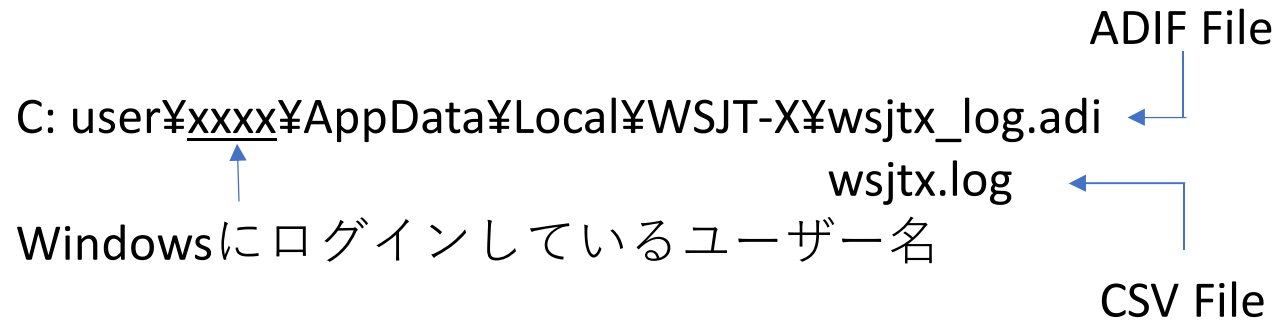 ADIF File
C: user¥xxxx¥AppData¥Local¥WSJT-X¥wsjtx_log.adi
wsjtx.log
Windowsにログインしているユーザー名
CSV File